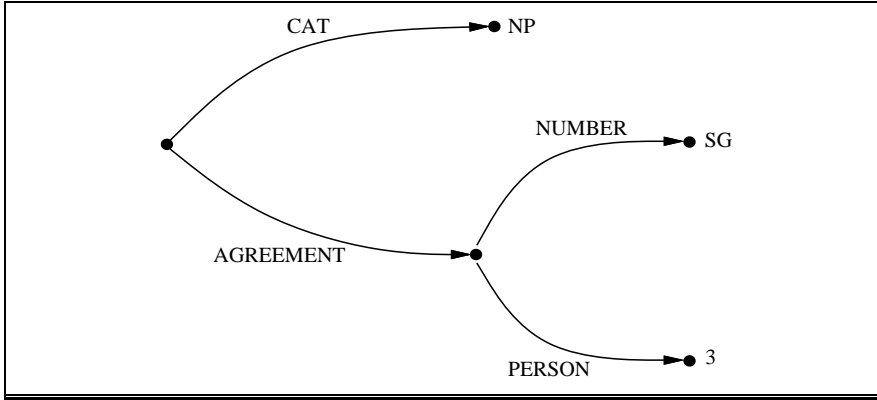 CAT
NP
NUMBER
SG
AGREEMENT
PERSON
3